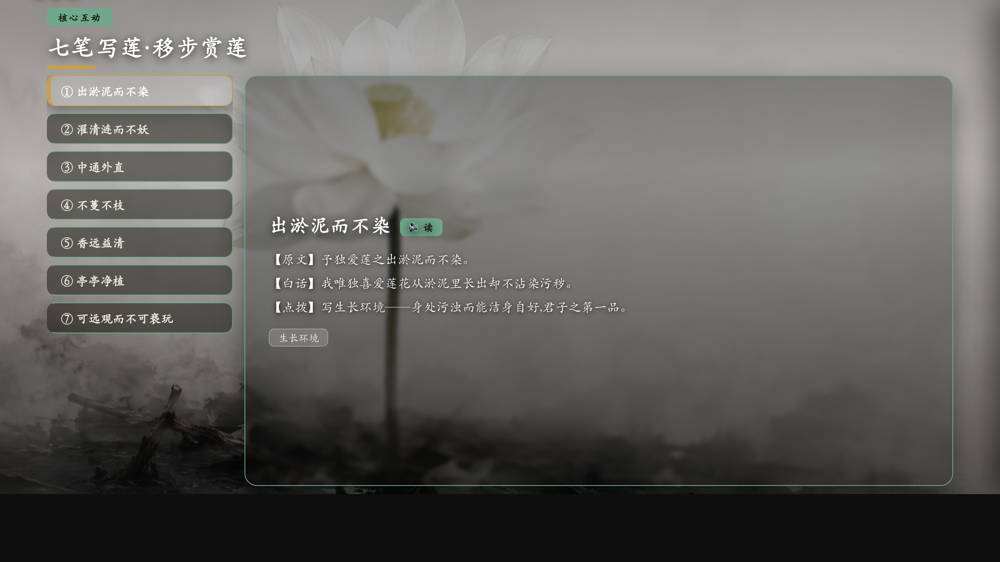 核心互动
七笔写莲·移步赏莲
① 出淤泥而不染
② 濯清涟而不妖
③ 中通外直
④ 不蔓不枝
⑤ 香远益清
⑥ 亭亭净植
⑦ 可远观而不可亵玩
出淤泥而不染 🔊 读
【原文】予独爱莲之出淤泥而不染。
【白话】我唯独喜爱莲花从淤泥里长出却不沾染污秽。
【点拨】写生长环境——身处污浊而能洁身自好,君子之第一品。
生长环境